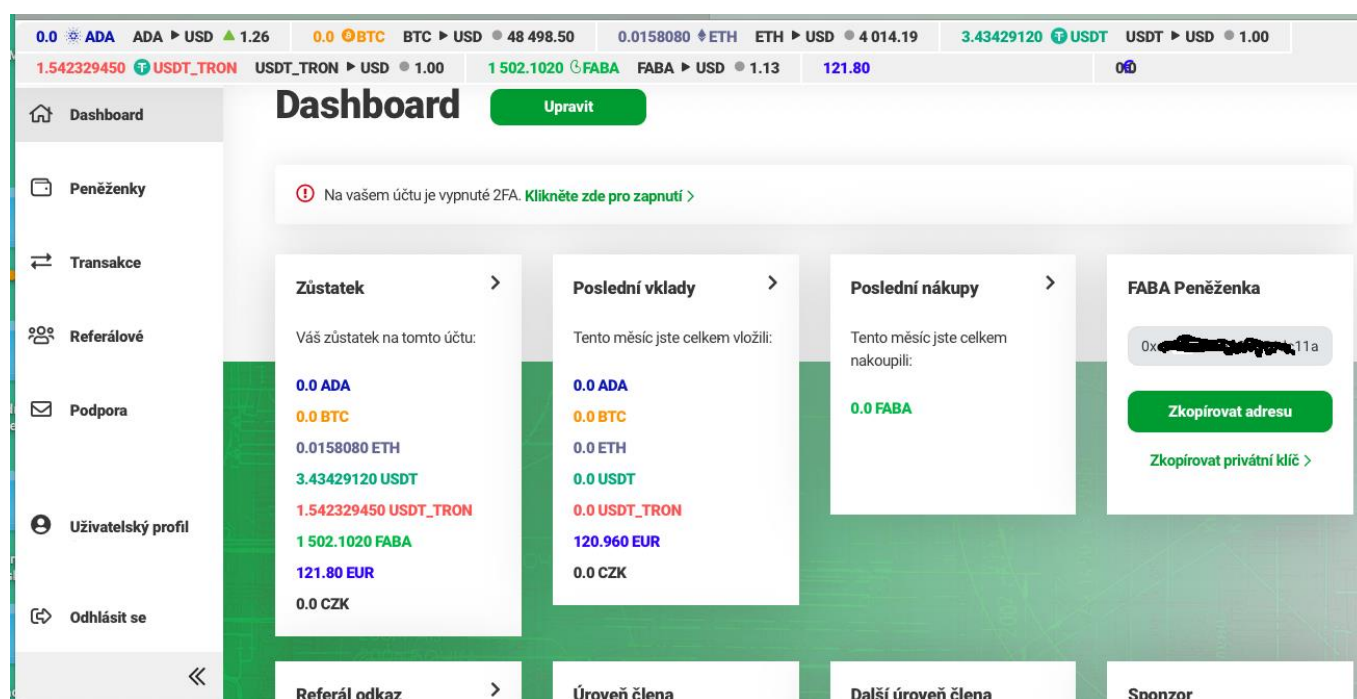 0.0 ADA ADA ▶ USD ▲ 1.26 0.0 BTC BTC ▶ USD ● 48 498.50 0.0158080 ETH ETH ▶ USD ● 4 014.19 3.43429120 USDT USDT ▶ USD ● 1.00
1.542329450 USDT_TRON USDT_TRON ▶ USD ● 1.00 1 502.1020 FABA FABA ▶ USD ● 1.13 121.80
Dashboard
Peněženky
Transakce
Referálové
Podpora
Uživatelský profil
Odhlásit se
Dashboard
Upravit
Na vašem účtu je vypnuté 2FA. Klikněte zde pro zapnutí >
Zůstatek
Váš zůstatek na tomto účtu:
0.0 ADA
0.0 BTC
0.0158080 ETH
3.43429120 USDT
1.542329450 USDT_TRON
1 502.1020 FABA
121.80 EUR
0.0 CZK
Poslední vklady
Tento měsíc jste celkem vložili:
0.0 ADA
0.0 BTC
0.0 ETH
0.0 USDT
0.0 USDT_TRON
120.960 EUR
0.0 CZK
Poslední nákupy
Tento měsíc jste celkem
nakoupili:
0.0 FABA
FABA Peněženka
0x 11a
Zkopírovat adresu
Zkopírovat privátní klíč >
Referál odkaz
Úroveň člena
Další úroveň člena
Sponzor